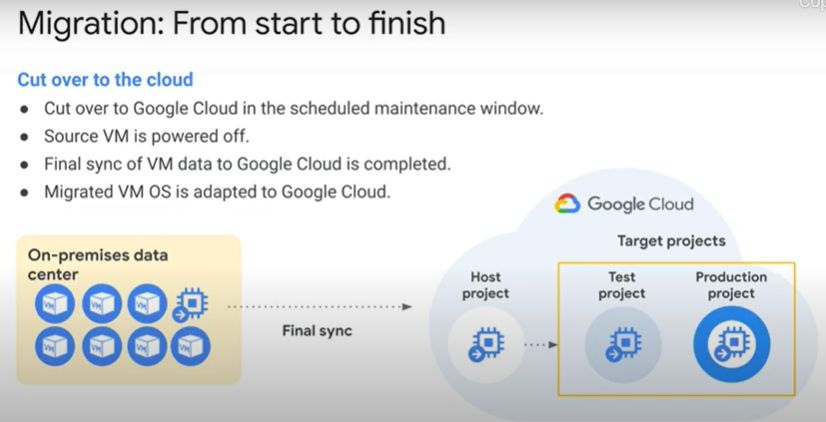 Migration: From start to finish
Cut over to the cloud
● Cut over to Google Cloud in the scheduled maintenance window.
● Source VM is powered off.
● Final sync of VM data to Google Cloud is completed.
● Migrated VM OS is adapted to Google Cloud.
Google Cloud
Target projects
On-premises data
center
VM VM VM
VM VM VM VM
Final sync
Host
project
Test
project
Production
project